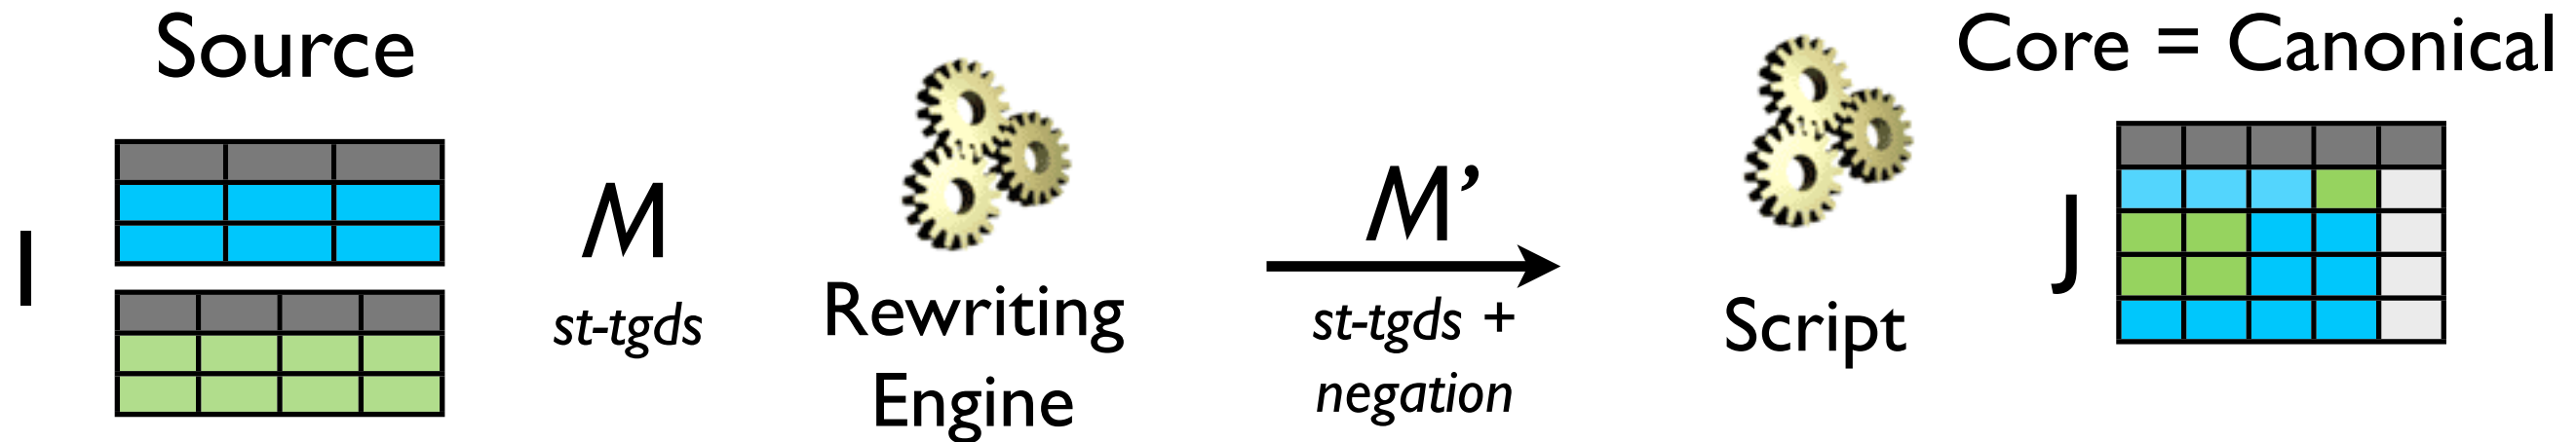 Source
I
M
st-tgds
Rewriting
Engine
M’
st-tgds +
negation
Script
Core = Canonical
J